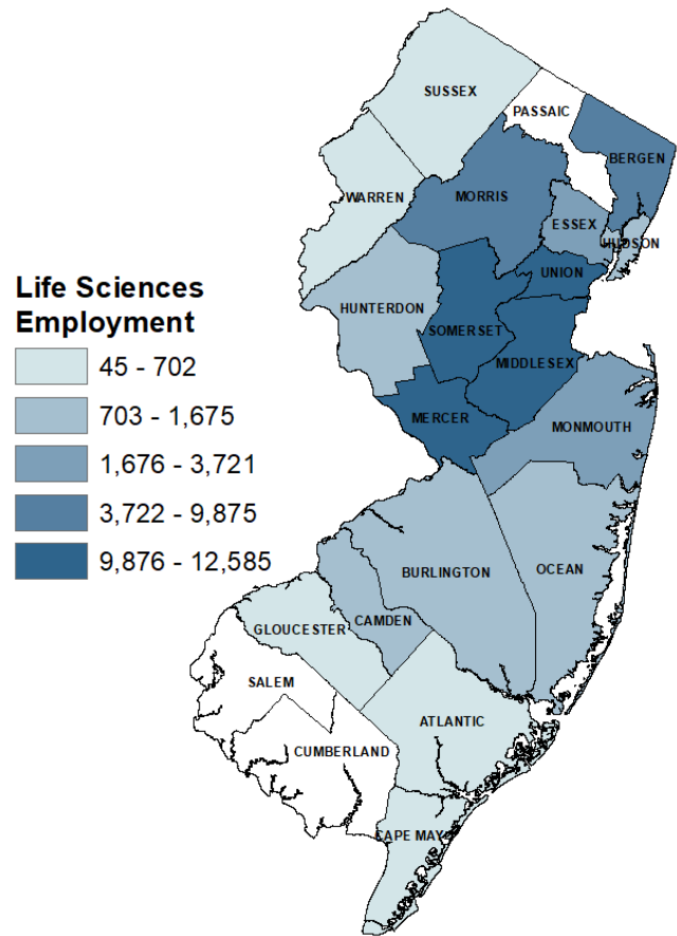 SUSSEX
PASSAIC
BERGEN
WARREN
MORRIS
ESSEX
HUDSON
UNION
Life Sciences
Employment
45 - 702
703 - 1,675
1,676 - 3,721
3,722 - 9,875
9,876 - 12,585
HUNTERDON
SOMERSET
MIDDLESEX
MERCER
MONMOUTH
BURLINGTON
OCEAN
CAMDEN
GLOUCESTER
SALEM
ATLANTIC
CUMBERLAND
CAPE MAY